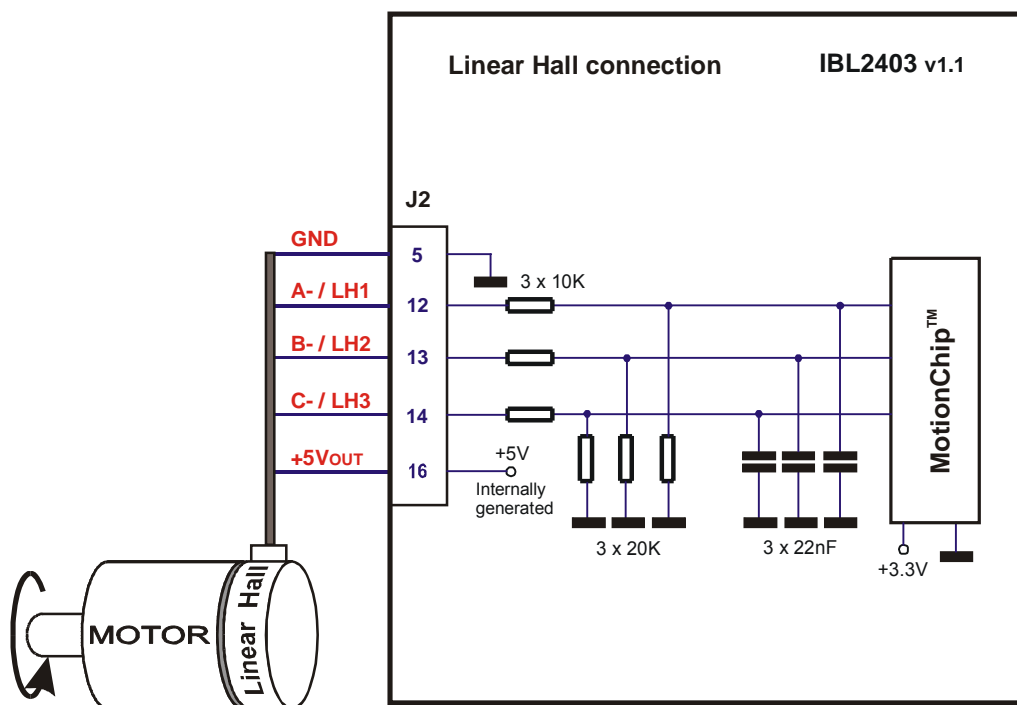 Linear Hall connection
IBL2403 v1.1
J2
GND
5
3 x 10K
A- / LH1
12
B- / LH2
13
C- / LH3
14
+5VOUT
16
+5V
Internally
generated
3 x 20K
3 x 22nF
MotionChip™
+3.3V
MOTOR
Linear Hall